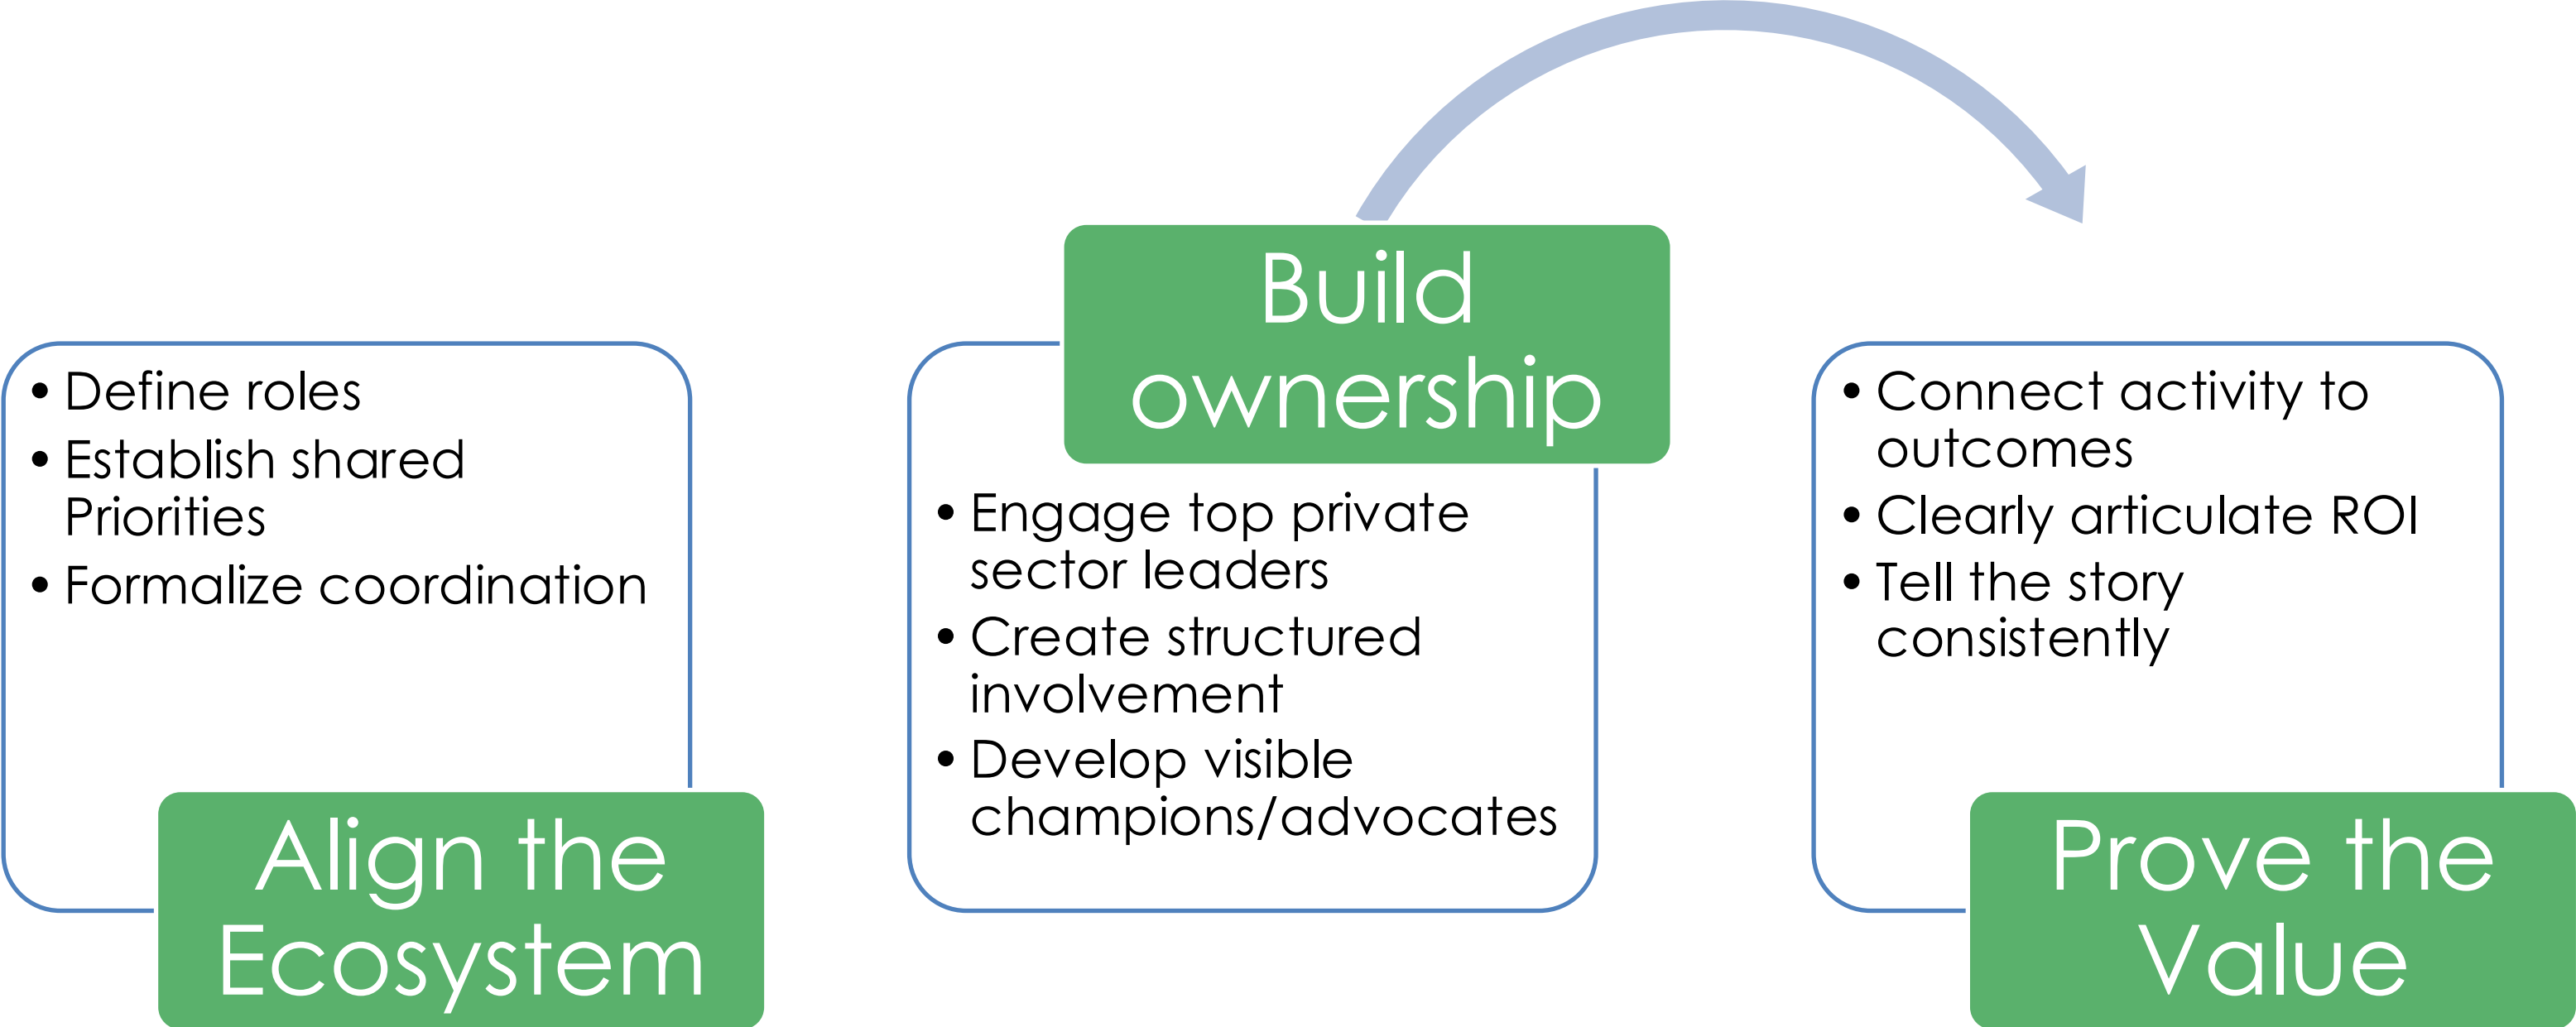 • Define roles
• Establish shared
Priorities
• Formalize coordination
Align the
Ecosystem
Build
ownership
• Engage top private
sector leaders
• Create structured
involvement
• Develop visible
champions/advocates
• Connect activity to
outcomes
• Clearly articulate ROI
• Tell the story
consistently
Prove the
Value